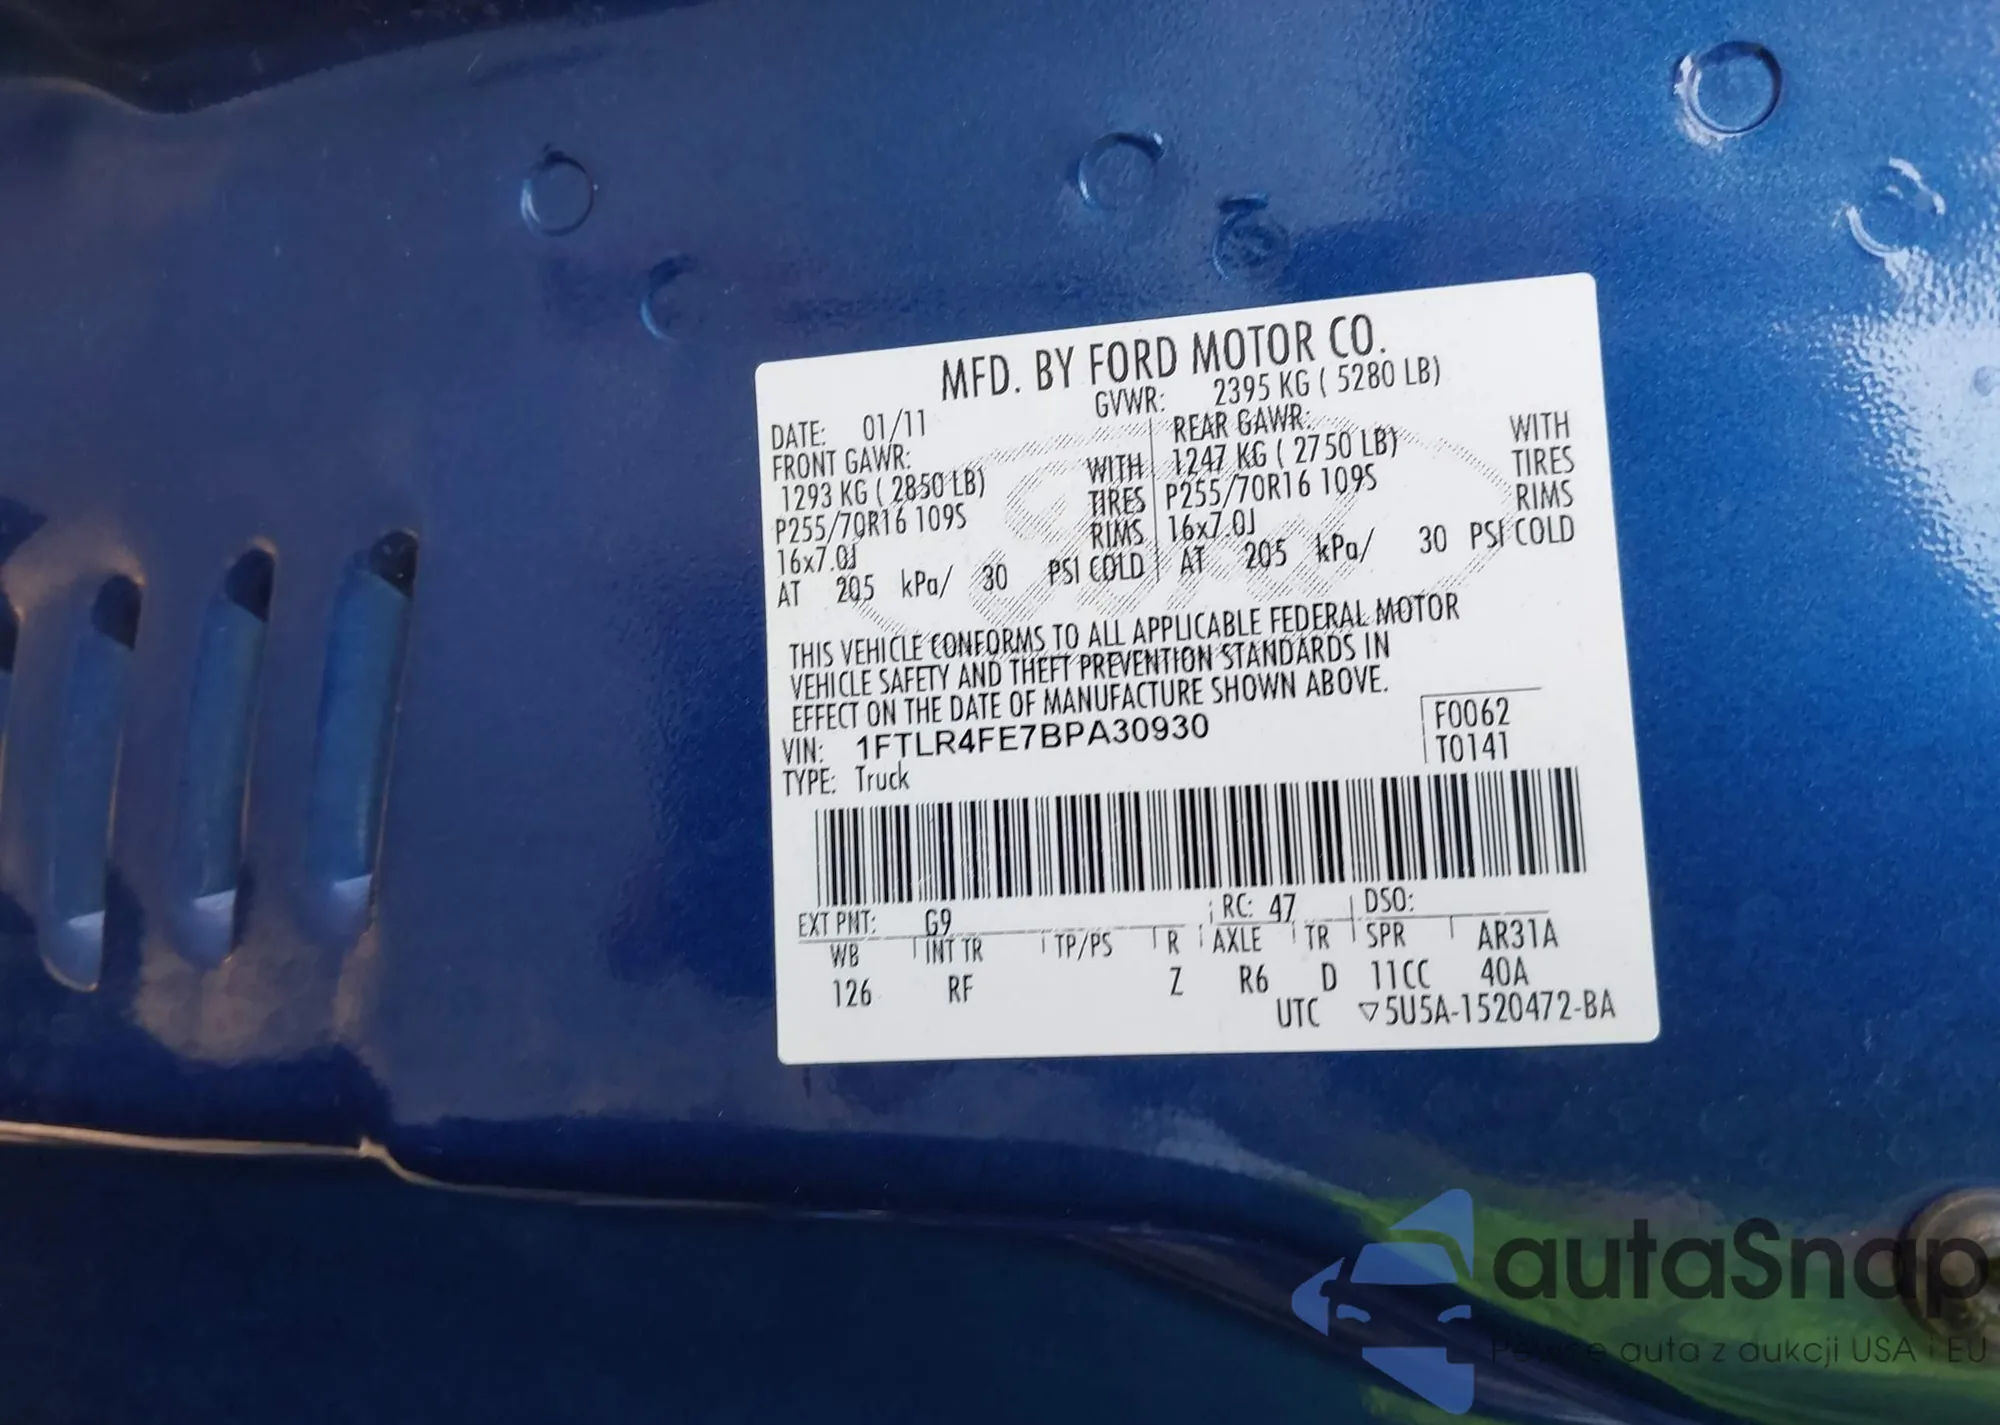 MFD. BY FORD MOTOR CO.
DATE: 01/11 GVWR: 2395 KG ( 5280 LB)
FRONT GAWR: REAR GAWR:
1293 KG ( 2850 LB) WITH 1247 KG ( 2750 LB) WITH
P255/70R16 109S TIRES P255/70R16 109S TIRES
16x7.0J RIMS 16x7.0J RIMS
AT 205 kPa/ 30 PSI COLD AT 205 kPa/ 30 PSI COLD
THIS VEHICLE CONFORMS TO ALL APPLICABLE FEDERAL MOTOR
VEHICLE SAFETY AND THEFT PREVENTION STANDARDS IN
EFFECT ON THE DATE OF MANUFACTURE SHOWN ABOVE.
VIN: 1FTLR4FE7BPA30930 F0062
TYPE: Truck T0141
EXT PNT: G9 RC: 47 DSO:
WB INT TR TP/PS R AXLE TR SPR AR31A
126 RF Z R6 D 11CC 40A
UTC ▽5U5A-1520472-BA
autaSnap
auta z aukcji USA i EU